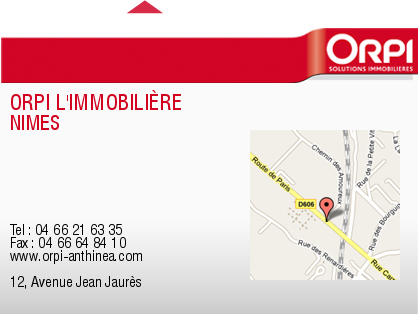 ORPI
SOLUTIONS IMMOBILIÈRES
ORPI L'IMMOBILIÈRE
NIMES
Tel : 04 66 21 63 35
Fax : 04 66 64 84 10
www.orpi-anthinea.com
12, Avenue Jean Jaurès
Route de Paris
Chemin des Amoureux
Rue de la Petite Vit
D606
Rue des Bourguig
Rue des Renardières
Rue Car